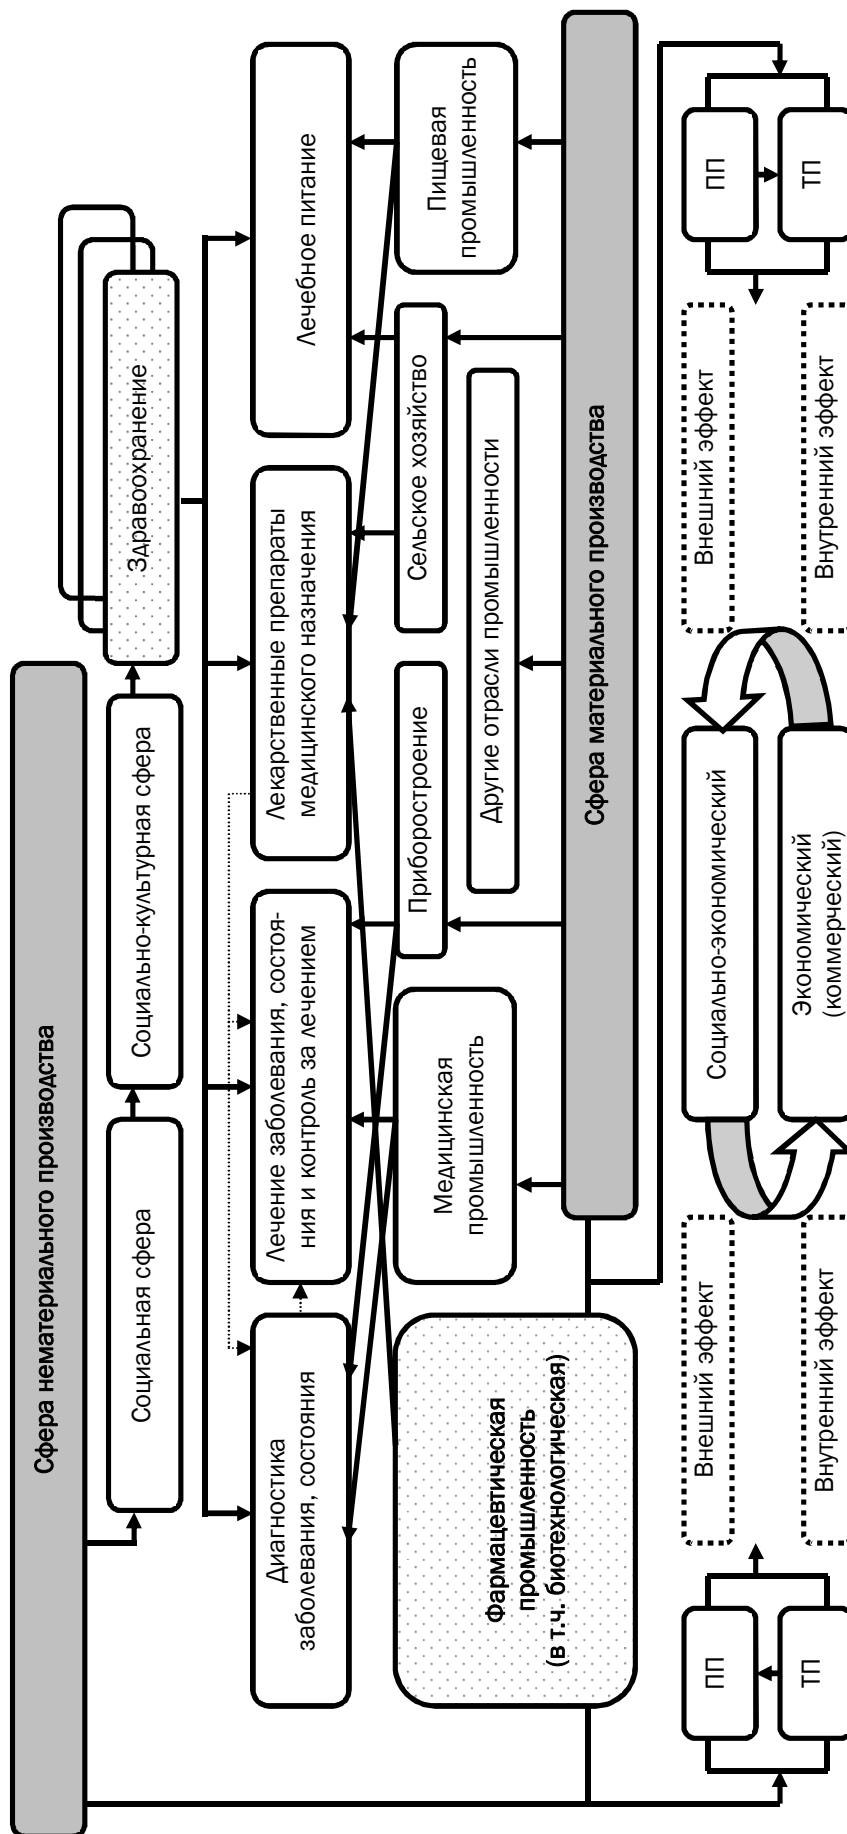 Сфера нематериального производства
Социальная сфера
Социально-культурная сфера
Здравоохранение
Диагностика
заболевания, состояния
Лечение заболевания, состоя-
ния и контроль за лечением
Лекарственные препараты
медицинского назначения
Лечебное питание
Фармацевтическая
промышленность
(в т.ч. биотехнологическая)
Медицинская
промышленность
Приборостроение
Сельское хозяйство
Пищевая
промышленность
Другие отрасли промышленности
Сфера материального производства
ПП
ТП
Внешний эффект
Внутренний эффект
Социально-экономический
Экономический
(коммерческий)
Внешний эффект
Внутренний эффект
ПП
ТП